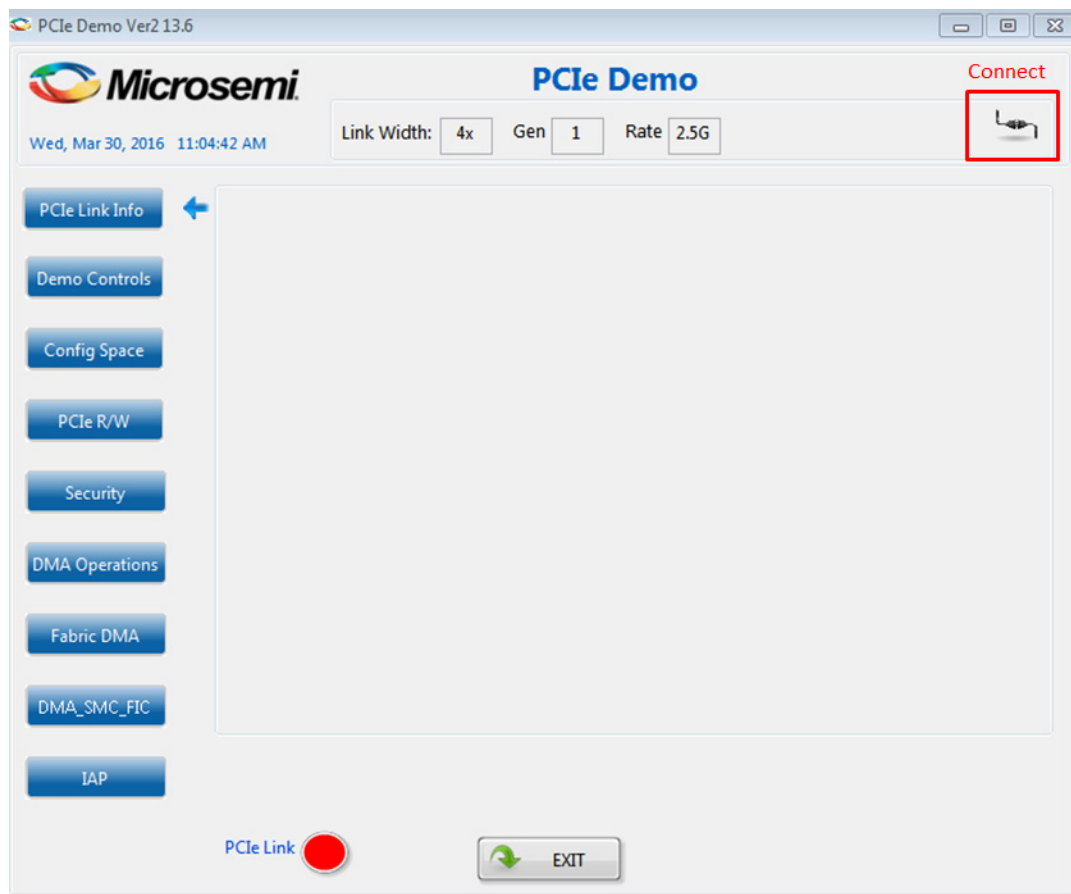 PCIe Demo Ver2 13.6
Microsemi.
PCIe Demo
Connect
Wed, Mar 30, 2016 11:04:42 AM
Link Width: 4x Gen 1 Rate 2.5G
PCIe Link Info
Demo Controls
Config Space
PCIe R/W
Security
DMA Operations
Fabric DMA
DMA_SMC_FIC
IAP
PCIe Link
EXIT